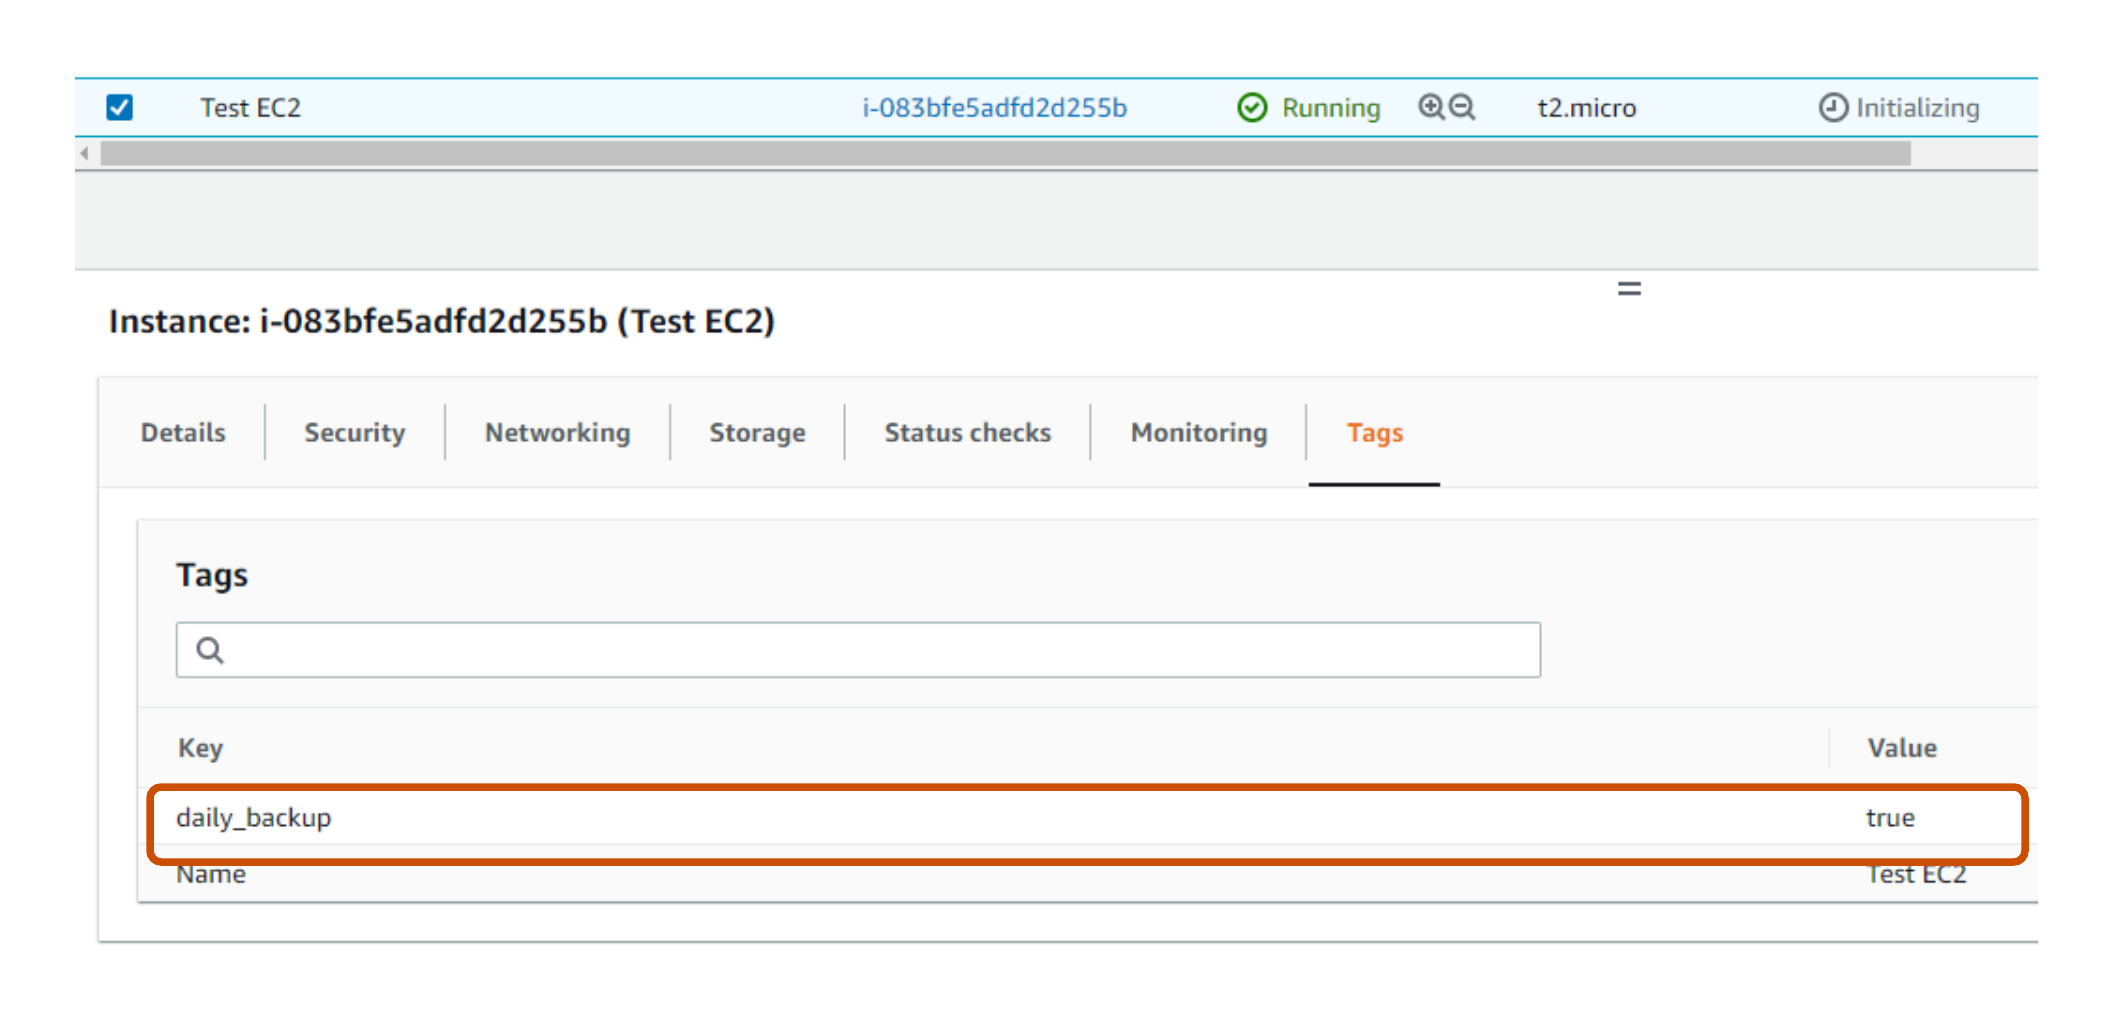 Test EC2 i-083bfe5adfd2d255b Running t2.micro Initializing
Instance: i-083bfe5adfd2d255b (Test EC2)
Details Security Networking Storage Status checks Monitoring Tags
Tags
Key Value
daily_backup true
Name Test EC2